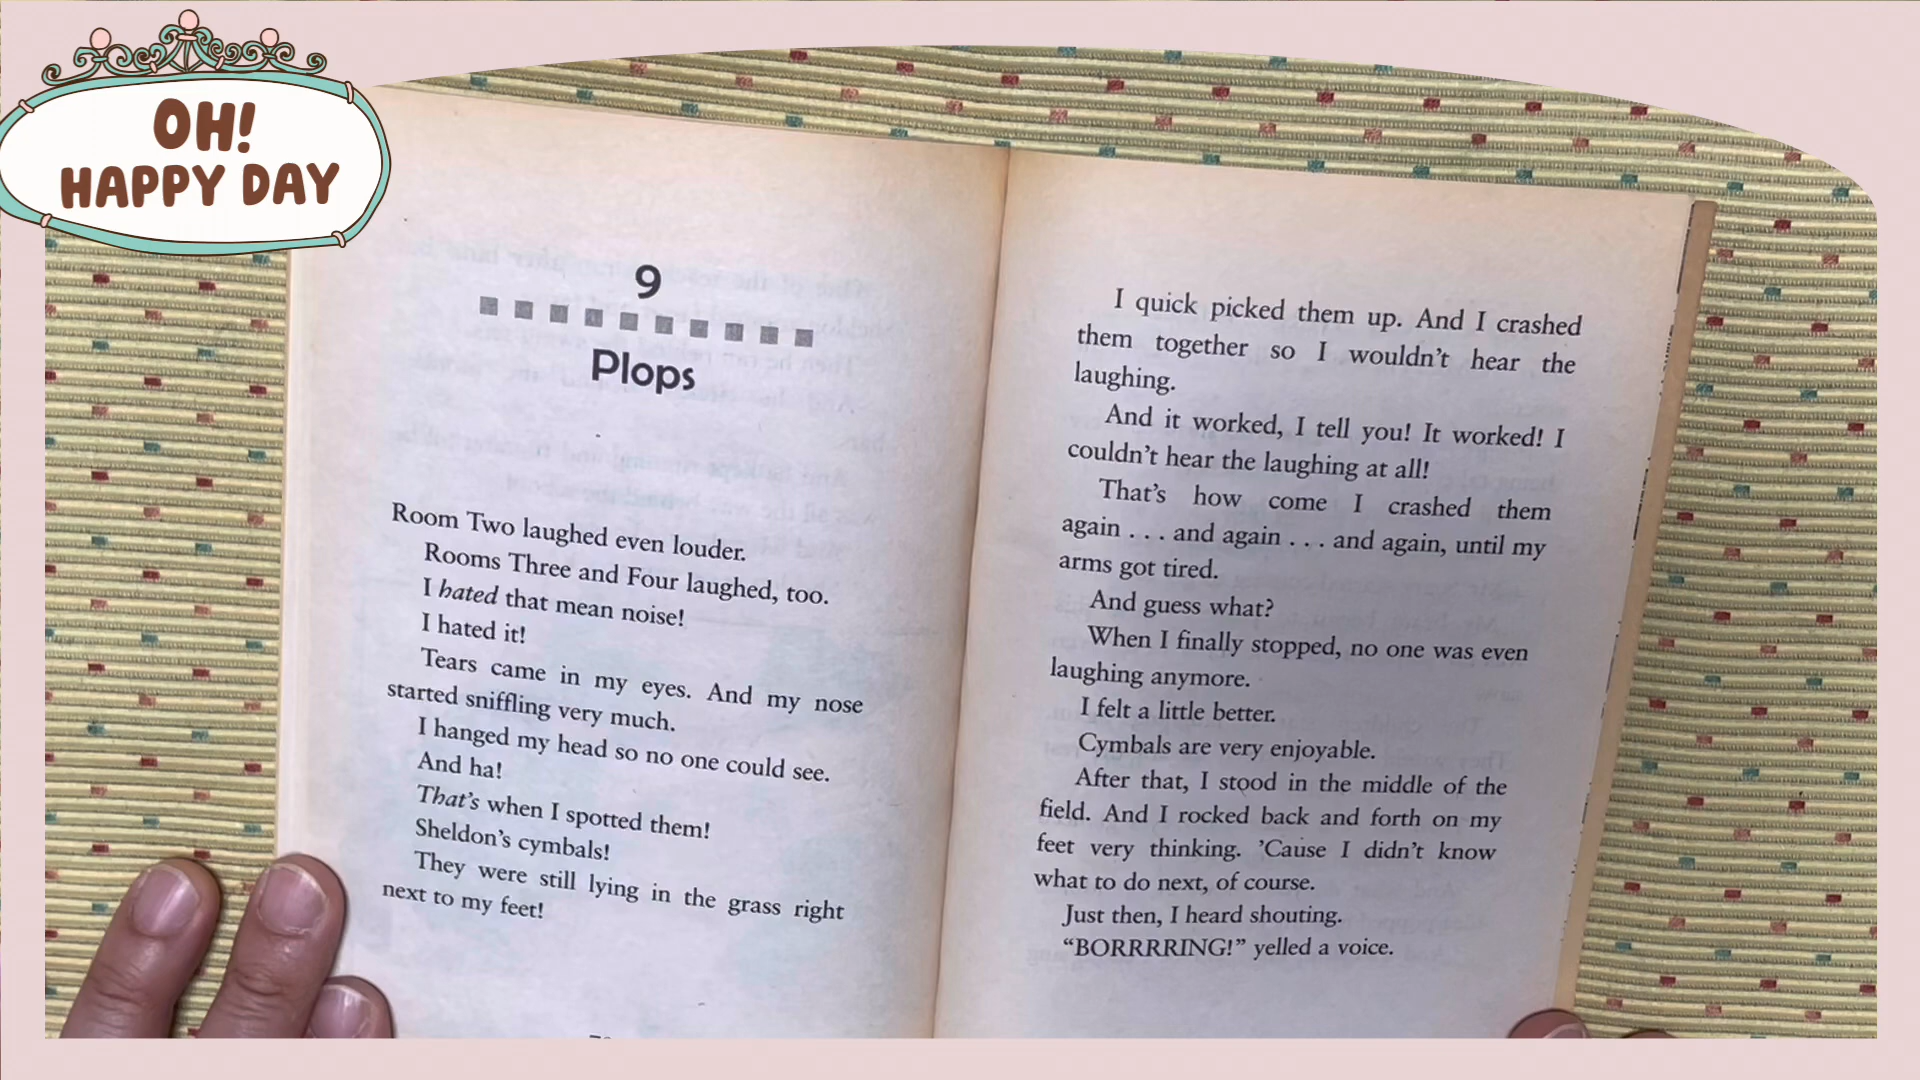 OH!
HAPPY DAY
9
Plops
Room Two laughed even louder.
Rooms Three and Four laughed, too.
I hated that mean noise!
I hated it!
Tears came in my eyes. And my nose
started sniffling very much.
I hanged my head so no one could see.
And ha!
That's when I spotted them!
Sheldon's cymbals!
They were still lying in the grass right
next to my feet!
I quick picked them up. And I crashed
them together so I wouldn't hear the
laughing.
And it worked, I tell you! It worked! I
couldn't hear the laughing at all!
That's how come I crashed them
again . . . and again . . . and again, until my
arms got tired.
And guess what?
When I finally stopped, no one was even
laughing anymore.
I felt a little better.
Cymbals are very enjoyable.
After that, I stood in the middle of the
field. And I rocked back and forth on my
feet very thinking. 'Cause I didn't know
what to do next, of course.
Just then, I heard shouting.
“BORRRRING!” yelled a voice.